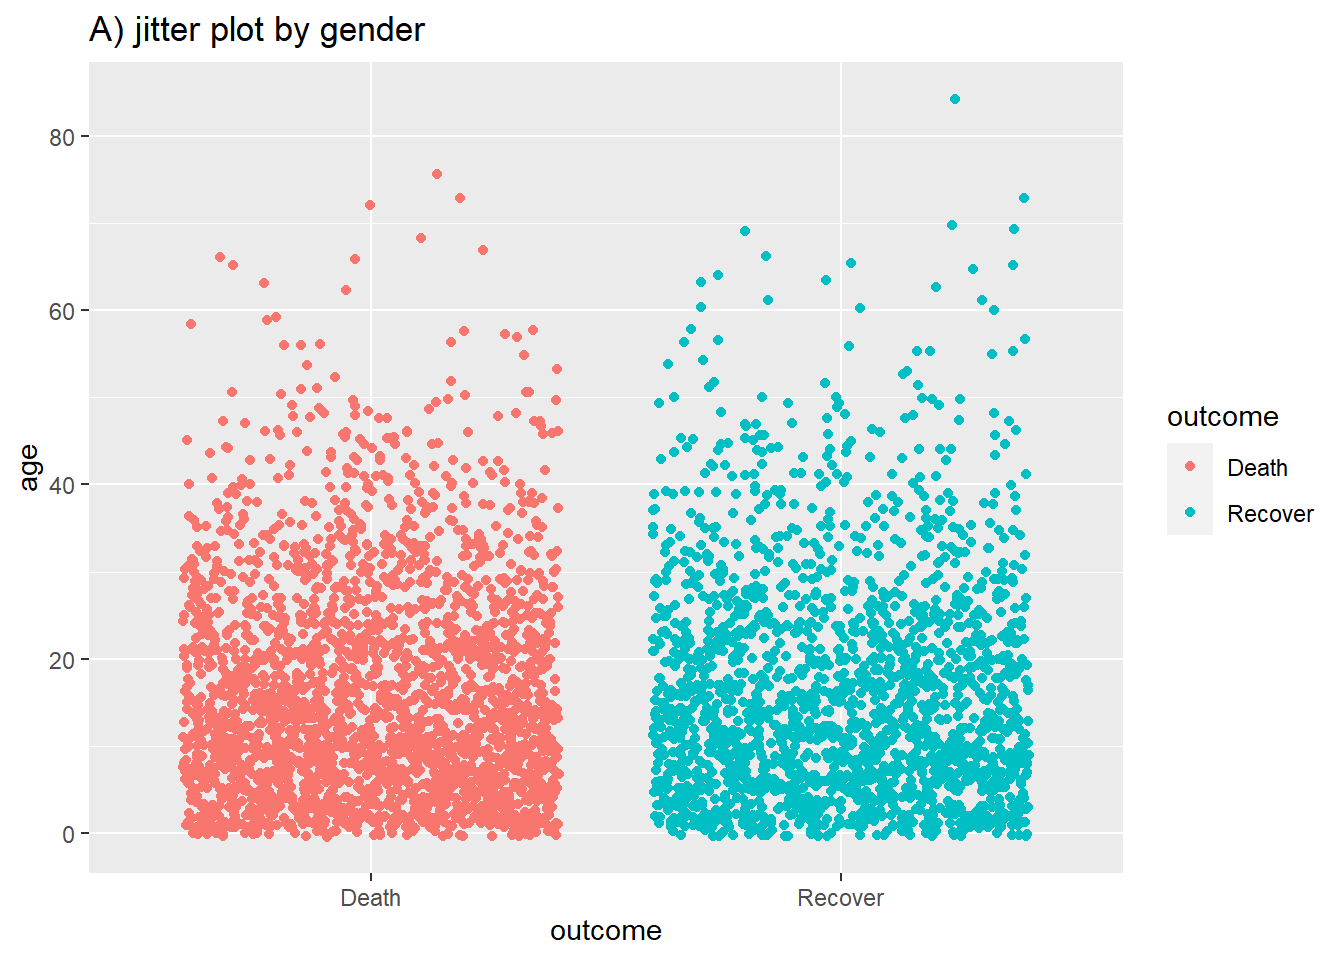 A) jitter plot by gender
age
80
60
40
20
0
Death
Recover
outcome
outcome
Death
Recover